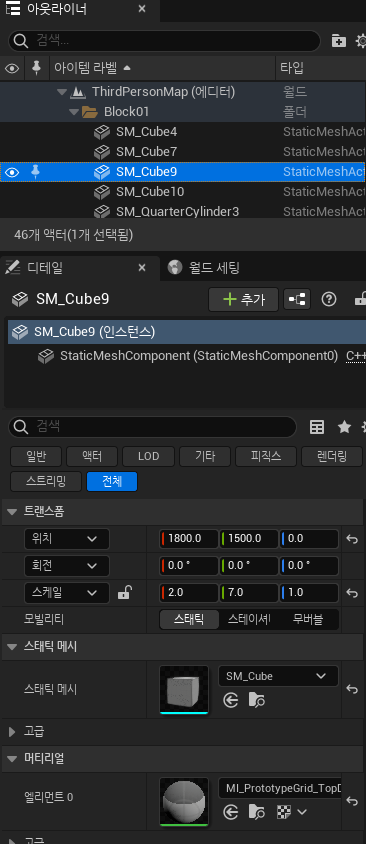 아웃라이너
검색...
아이템 라벨 타입
ThirdPersonMap (에디터) 월드
Block01 폴더
SM_Cube4 StaticMeshAct
SM_Cube7 StaticMeshAct
SM_Cube9 StaticMeshAct
SM_Cube10 StaticMeshAct
SM_QuarterCylinder3 StaticMeshAct
46개 액터(1개 선택됨)
디테일 월드 세팅
SM_Cube9 추가
SM_Cube9 (인스턴스)
StaticMeshComponent (StaticMeshComponent0) C++
검색
일반 액터 LOD 기타 피직스 렌더링
스트리밍 전체
트랜스폼
위치 1800.0 1500.0 0.0
회전 0.0 ° 0.0 ° 0.0 °
스케일 2.0 7.0 1.0
모빌리티 스태틱 스테이셔 무버블
스태틱 메시
스태틱 메시 SM_Cube
고급
머티리얼
엘리먼트 0 MI_PrototypeGrid_TopD
고급